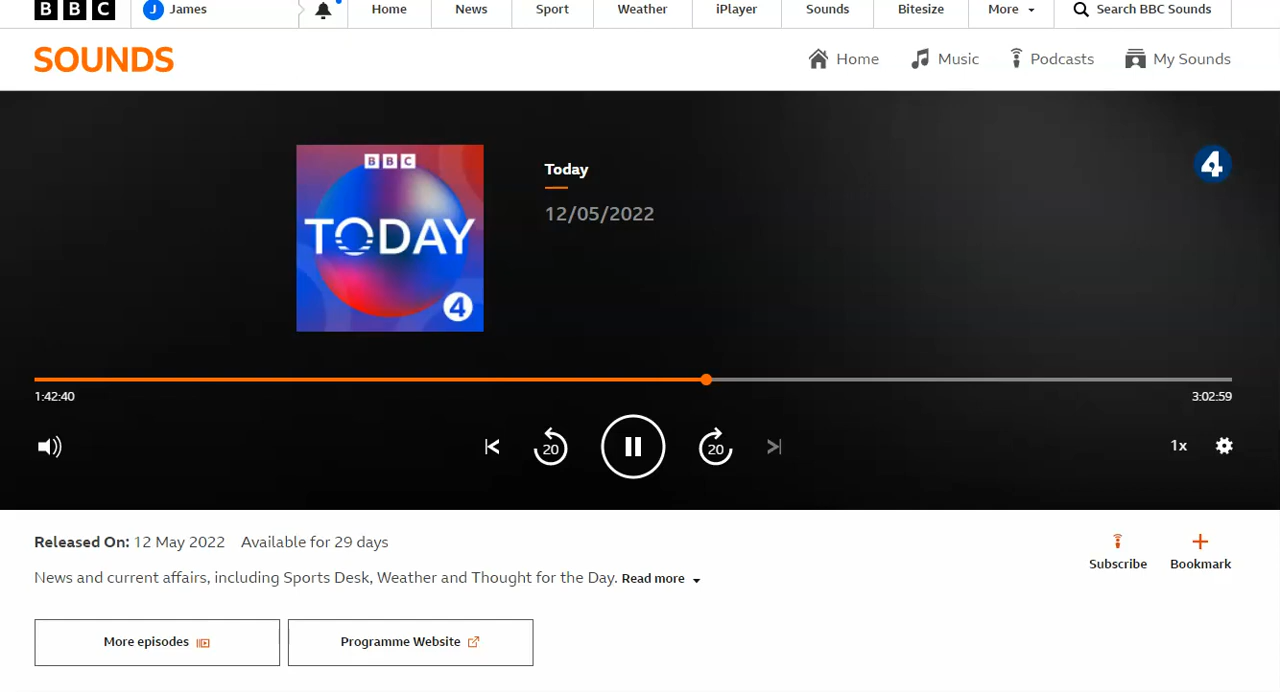 BBC J James Home News Sport Weather iPlayer Sounds Bitesize More Search BBC Sounds
SOUNDS Home Music Podcasts My Sounds
BBC
TODAY
4
Today
12/05/2022
4
1:42:40 3:02:59
20 20 1x
Released On: 12 May 2022 Available for 29 days
Subscribe Bookmark
News and current affairs, including Sports Desk, Weather and Thought for the Day. Read more
More episodes Programme Website